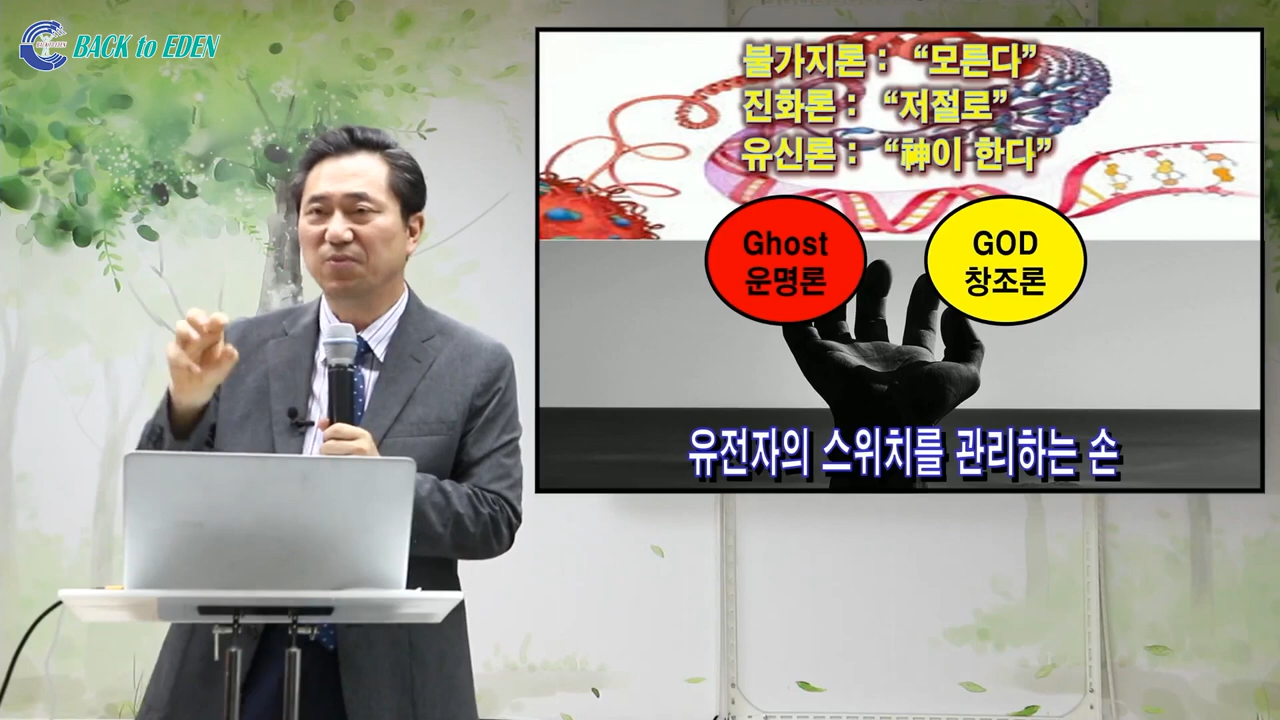 BACK to EDEN
불가지론 : “모른다”
진화론 : “저절로”
유신론 : “神이 한다”
Ghost
운명론
GOD
창조론
유전자의 스위치를 관리하는 손